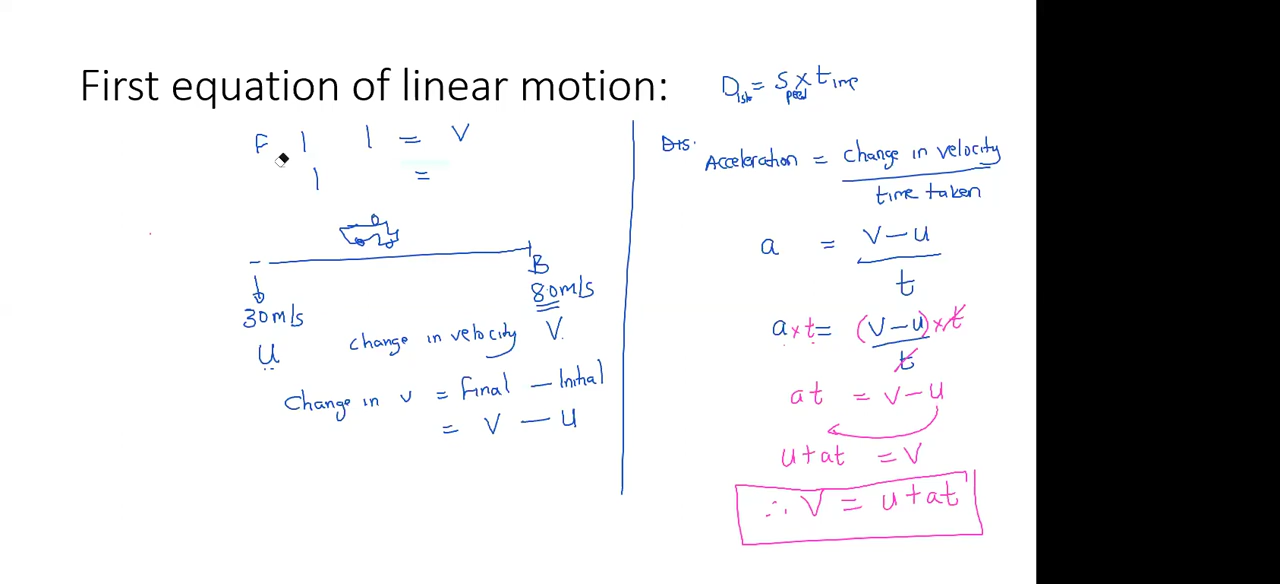 First equation of linear motion:
Dist = Speed x time
F l l = V
l =
Dis.
Acceleration = change in velocity
time taken
a = V - u
t
B
30m/s
80m/s
U
V.
change in velocity
Change in v = Final - Initial
= V - u
a x t = (V - u) x t
t
at = V - u
u + at = V
∴ V = u + at